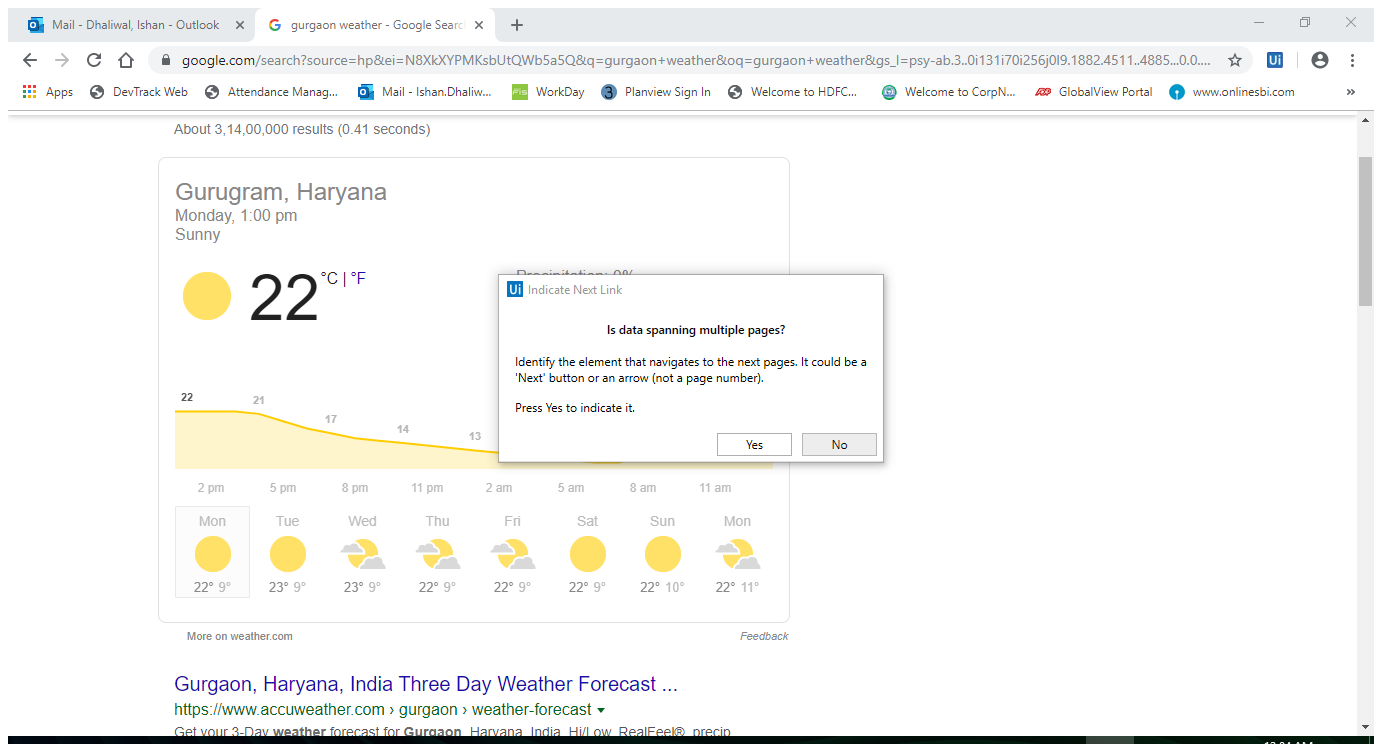 Mail - Dhaliwal, Ishan - Outlook
gurgaon weather - Google Searc
google.com/search?source=hp&ei=N8XkXYPMKsbUtQWb5a5Q&q=gurgaon+weather&oq=gurgaon+weather&gs_l=psy-ab.3..0i131i70i256j0l9.1882.4511..4885...0.0....
Ui
Apps
DevTrack Web
Attendance Manag...
Mail - Ishan.Dhaliw...
WorkDay
Planview Sign In
Welcome to HDFC...
Welcome to CorpN...
GlobalView Portal
www.onlinesbi.com
»
About 3,14,00,000 results (0.41 seconds)
Gurugram, Haryana
Monday, 1:00 pm
Sunny
22 °C | °F
Precipitation: 0%
Ui Indicate Next Link
Is data spanning multiple pages?
Identify the element that navigates to the next pages. It could be a
'Next' button or an arrow (not a page number).
Press Yes to indicate it.
Yes No
22 21 17 14 13
2 pm 5 pm 8 pm 11 pm 2 am 5 am 8 am 11 am
Mon Tue Wed Thu Fri Sat Sun Mon
22° 9° 23° 9° 23° 9° 22° 9° 22° 9° 22° 9° 22° 10° 22° 11°
More on weather.com
Feedback
Gurgaon, Haryana, India Three Day Weather Forecast ...
https://www.accuweather.com › gurgaon › weather-forecast
Get your 3-Day weather forecast for Gurgaon, Haryana, India. Hi/Low, RealFeel®, precip